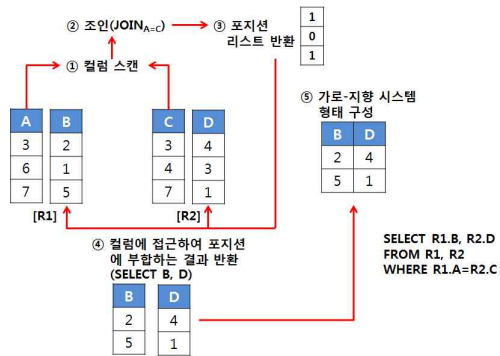 ② 조인(JOINA=C)
③ 포지션
리스트 반환
1
0
1
① 컬럼 스캔
A B
3 2
6 1
7 5
[R1]
C D
3 4
4 3
7 1
[R2]
⑤ 가로-지향 시스템
형태 구성
B D
2 4
5 1
④ 컬럼에 접근하여 포지션
에 부합하는 결과 반환
(SELECT B, D)
B D
2 4
5 1
SELECT R1.B, R2.D
FROM R1, R2
WHERE R1.A=R2.C